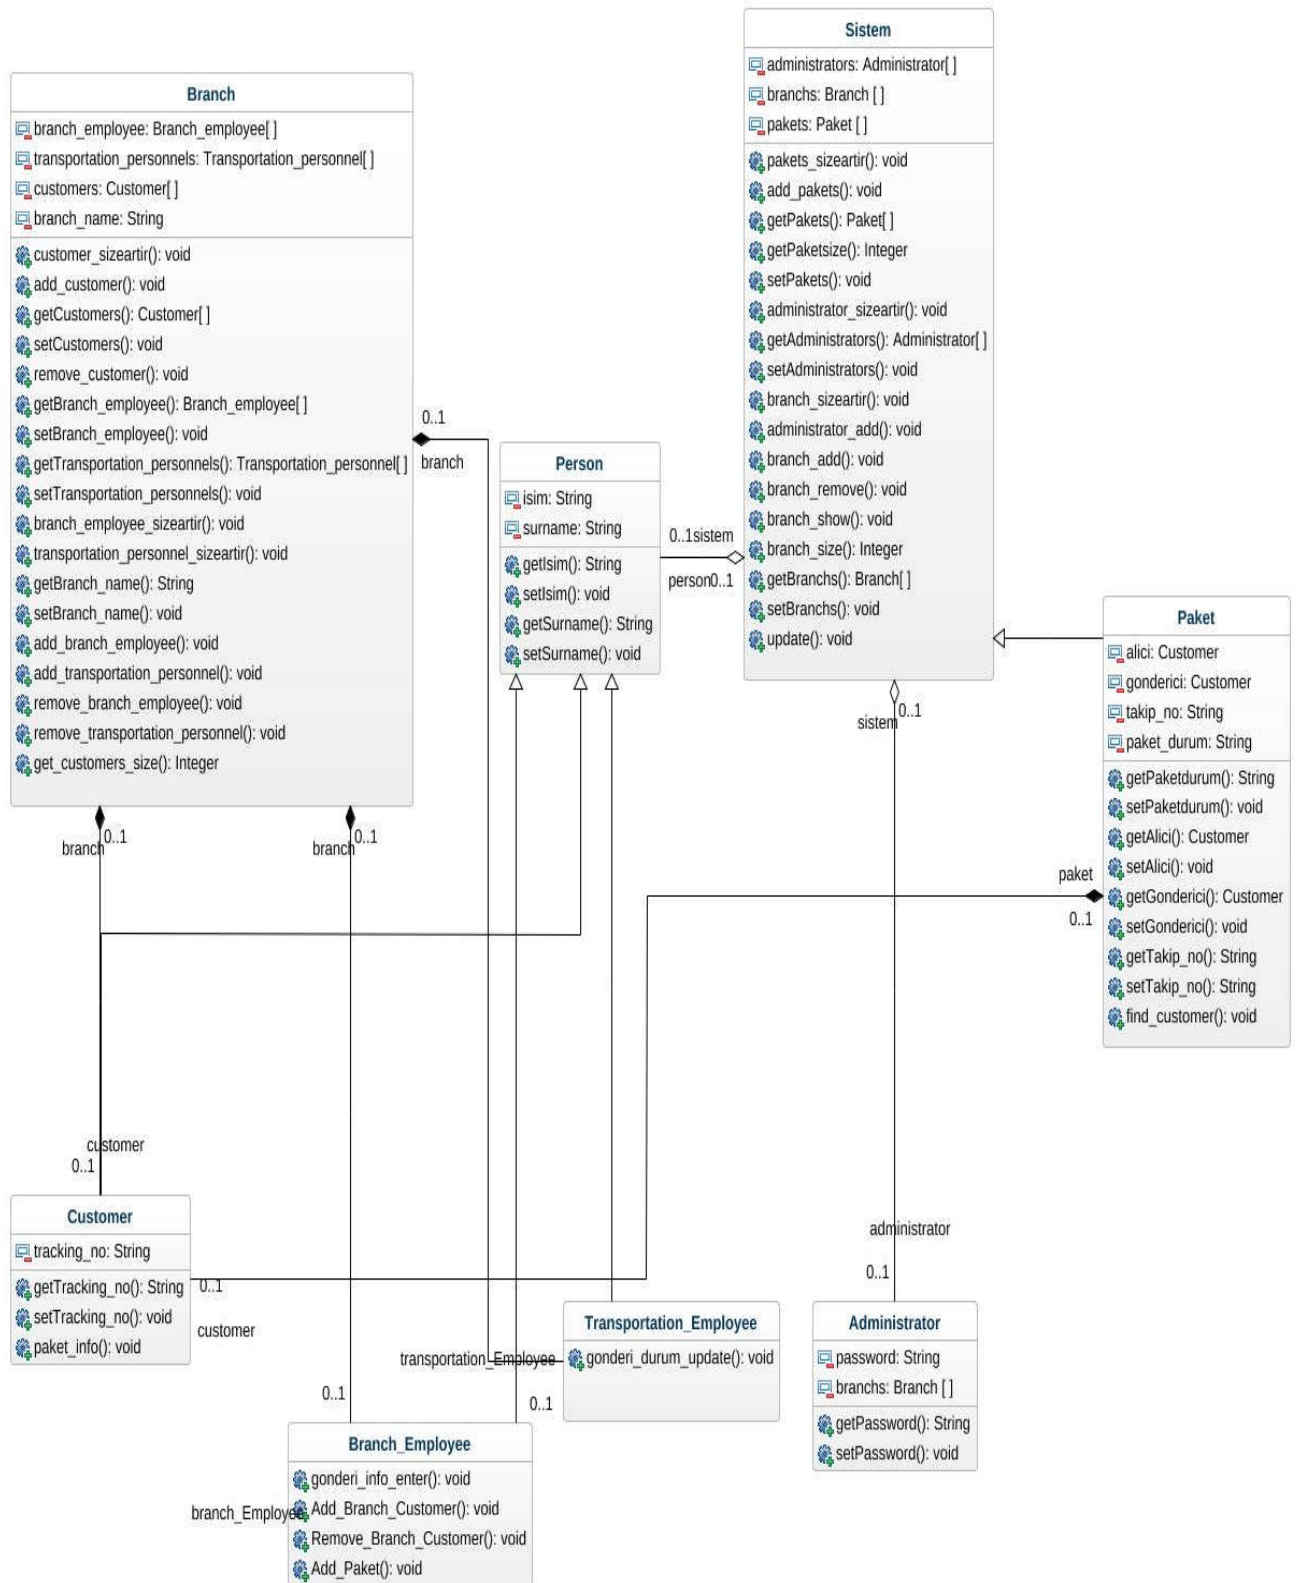 Branch
branch_employee: Branch_employee[ ]
transportation_personnels: Transportation_personnel[ ]
customers: Customer[ ]
branch_name: String
customer_sizeartir(): void
add_customer(): void
getCustomers(): Customer[ ]
setCustomers(): void
remove_customer(): void
getBranch_employee(): Branch_employee[ ]
setBranch_employee(): void
getTransportation_personnels(): Transportation_personnel[ ]
setTransportation_personnels(): void
branch_employee_sizeartir(): void
transportation_personnel_sizeartir(): void
getBranch_name(): String
setBranch_name(): void
add_branch_employee(): void
add_transportation_personnel(): void
remove_branch_employee(): void
remove_transportation_personnel(): void
get_customers_size(): Integer
0..1
branch
0..1
branch
0..1
branch
Person
isim: String
surname: String
getIsim(): String
setIsim(): void
getSurname(): String
setSurname(): void
0..1sistem
person0..1
Sistem
administrators: Administrator[ ]
branchs: Branch [ ]
pakets: Paket [ ]
pakets_sizeartir(): void
add_pakets(): void
getPakets(): Paket[ ]
getPaketsize(): Integer
setPakets(): void
administrator_sizeartir(): void
getAdministrators(): Administrator[ ]
setAdministrators(): void
branch_sizeartir(): void
administrator_add(): void
branch_add(): void
branch_remove(): void
branch_show(): void
branch_size(): Integer
getBranchs(): Branch[ ]
setBranchs(): void
update(): void
0..1
sistem
Paket
alici: Customer
gonderici: Customer
takip_no: String
paket_durum: String
getPaketdurum(): String
setPaketdurum(): void
getAlici(): Customer
setAlici(): void
getGonderici(): Customer
setGonderici(): void
getTakip_no(): String
setTakip_no(): String
find_customer(): void
paket
0..1
customer
0..1
Customer
tracking_no: String
getTracking_no(): String
setTracking_no(): void
paket_info(): void
0..1
customer
administrator
0..1
Transportation_Employee
gonderi_durum_update(): void
transportation_Employee
0..1
Administrator
password: String
branchs: Branch [ ]
getPassword(): String
setPassword(): void
0..1
Branch_Employee
gonderi_info_enter(): void
Add_Branch_Customer(): void
Remove_Branch_Customer(): void
Add_Paket(): void
branch_Employee